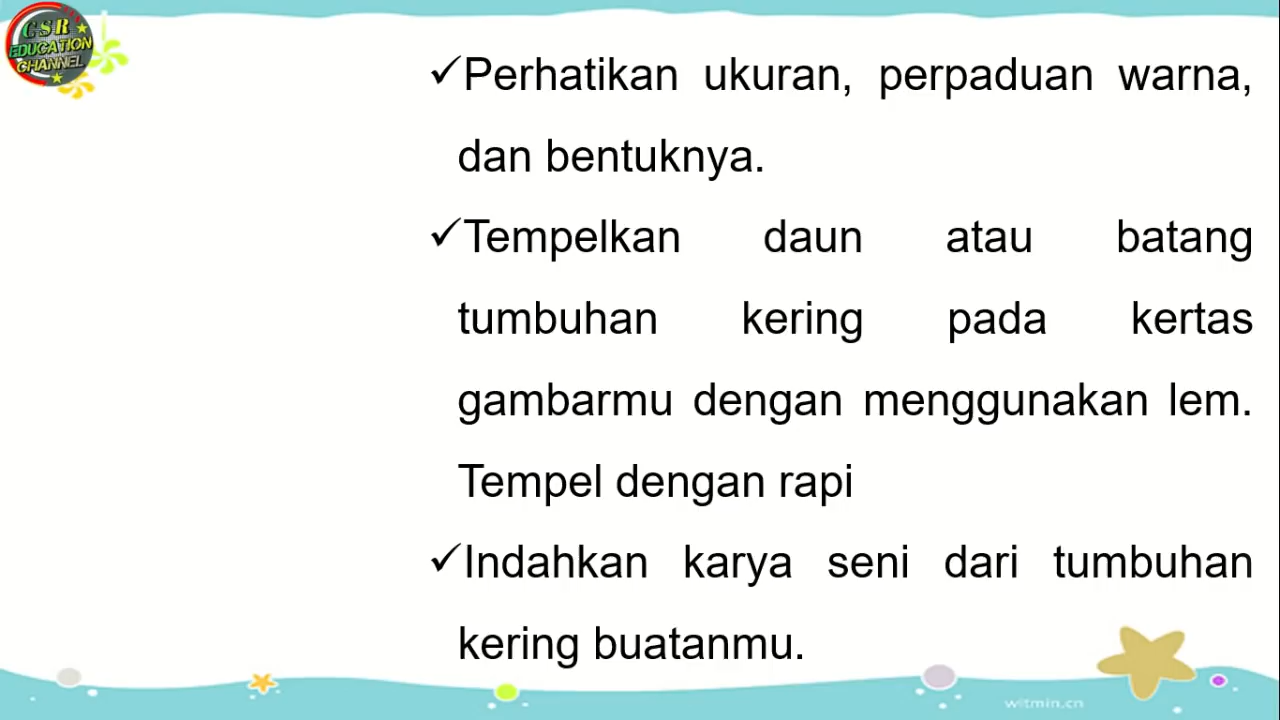 CSR
EDUCATION
CHANNEL
✓Perhatikan ukuran, perpaduan warna,
dan bentuknya.
✓Tempelkan daun atau batang
tumbuhan kering pada kertas
gambarmu dengan menggunakan lem.
Tempel dengan rapi
✓Indahkan karya seni dari tumbuhan
kering buatanmu.
witmin.cn